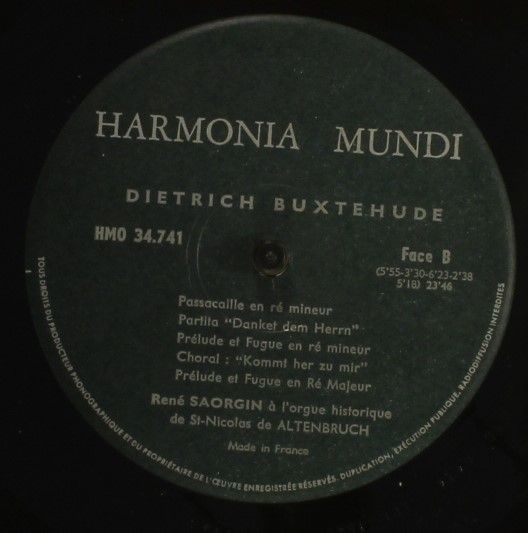 HARMONIA MUNDI
DIETRICH BUXTEHUDE
HMO 34.741
Face B
(5'55-3'30-6'23-2'38
5'18) 23'46
Passacaille en ré mineur
Partita "Danket dem Herrn"
Prélude et Fugue en ré mineur
Choral : "Kommt her zu mir"
Prélude et Fugue en Ré Majeur
René SAORGIN à l'orgue historique
de St-Nicolas de ALTENBRUCH
Made in France
TOUS DROITS DU PRODUCTEUR PHONOGRAPHIQUE ET DU PROPRIÉTAIRE DE L'ŒUVRE ENREGISTRÉE RÉSERVÉS. DUPLICATION, EXÉCUTION PUBLIQUE, RADIODIFFUSION INTERDITES